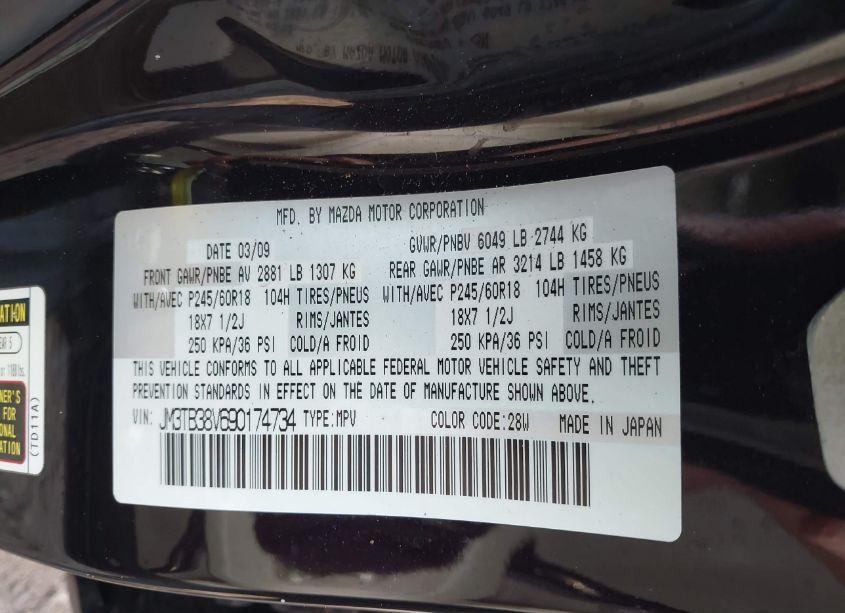 MFD. BY MAZDA MOTOR CORPORATION
DATE 03/09 GVWR/PNBV 6049 LB 2744 KG
FRONT GAWR/PNBE AV 2881 LB 1307 KG REAR GAWR/PNBE AR 3214 LB 1458 KG
WITH/AVEC P245/60R18 104H TIRES/PNEUS WITH/AVEC P245/60R18 104H TIRES/PNEUS
18X7 1/2J RIMS/JANTES 18X7 1/2J RIMS/JANTES
250 KPA/36 PSI COLD/A FROID 250 KPA/36 PSI COLD/A FROID
THIS VEHICLE CONFORMS TO ALL APPLICABLE FEDERAL MOTOR VEHICLE SAFETY AND THEFT
PREVENTION STANDARDS IN EFFECT ON THE DATE OF MANUFACTURE SHOWN ABOVE.
VIN: JM3TB38V690174734 TYPE:MPV COLOR CODE:28W MADE IN JAPAN
(TD11A)